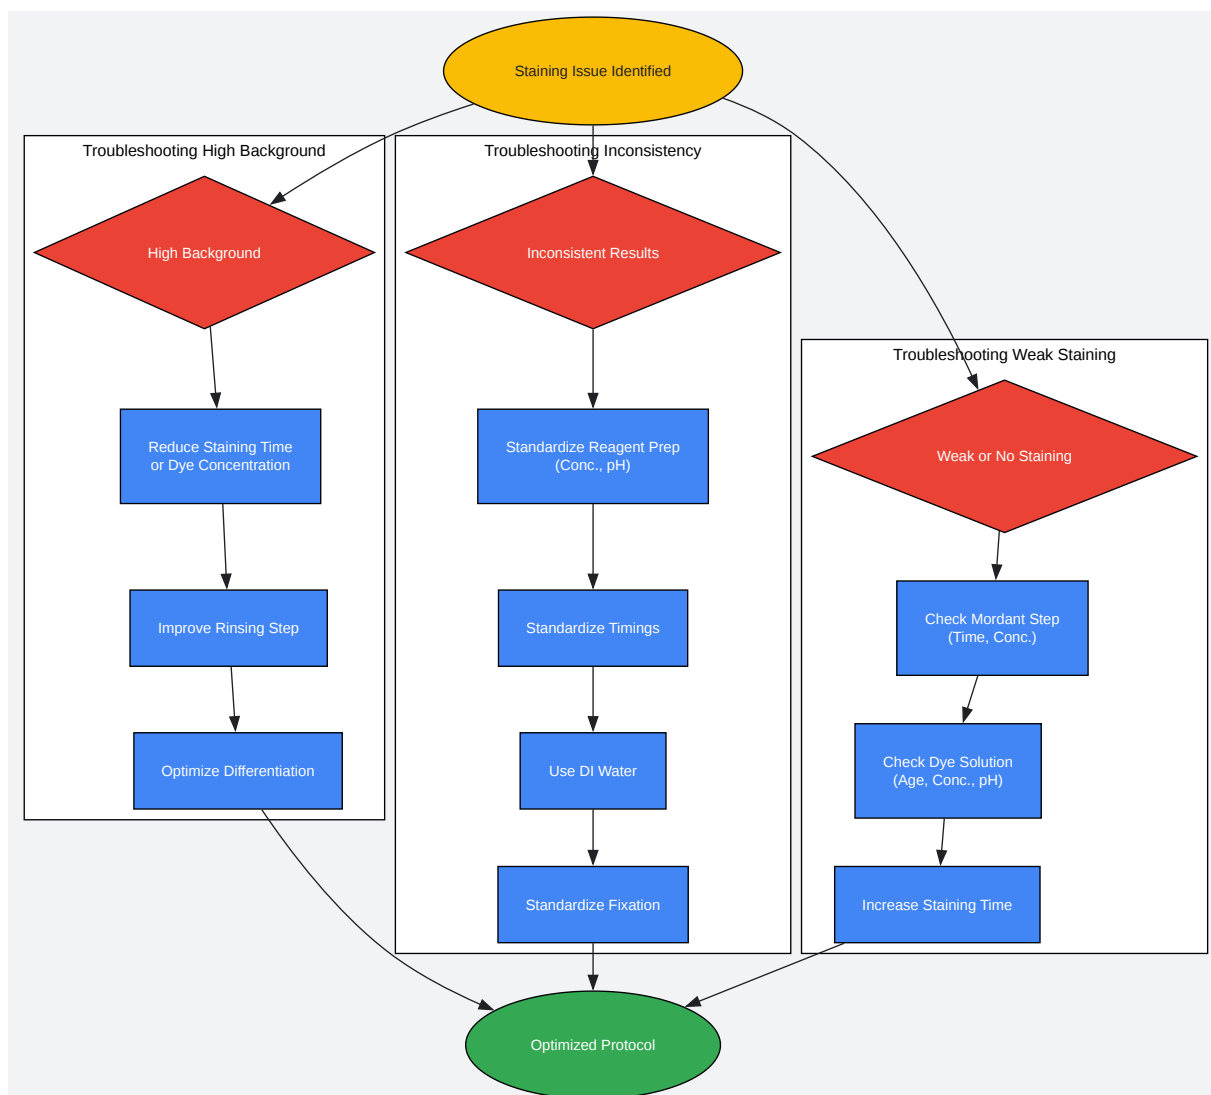 Staining Issue Identified
Troubleshooting High Background
High Background
Reduce Staining Time
or Dye Concentration
Improve Rinsing Step
Optimize Differentiation
Troubleshooting Inconsistency
Inconsistent Results
Standardize Reagent Prep
(Conc., pH)
Standardize Timings
Use DI Water
Standardize Fixation
Troubleshooting Weak Staining
Weak or No Staining
Check Mordant Step
(Time, Conc.)
Check Dye Solution
(Age, Conc., pH)
Increase Staining Time
Optimized Protocol